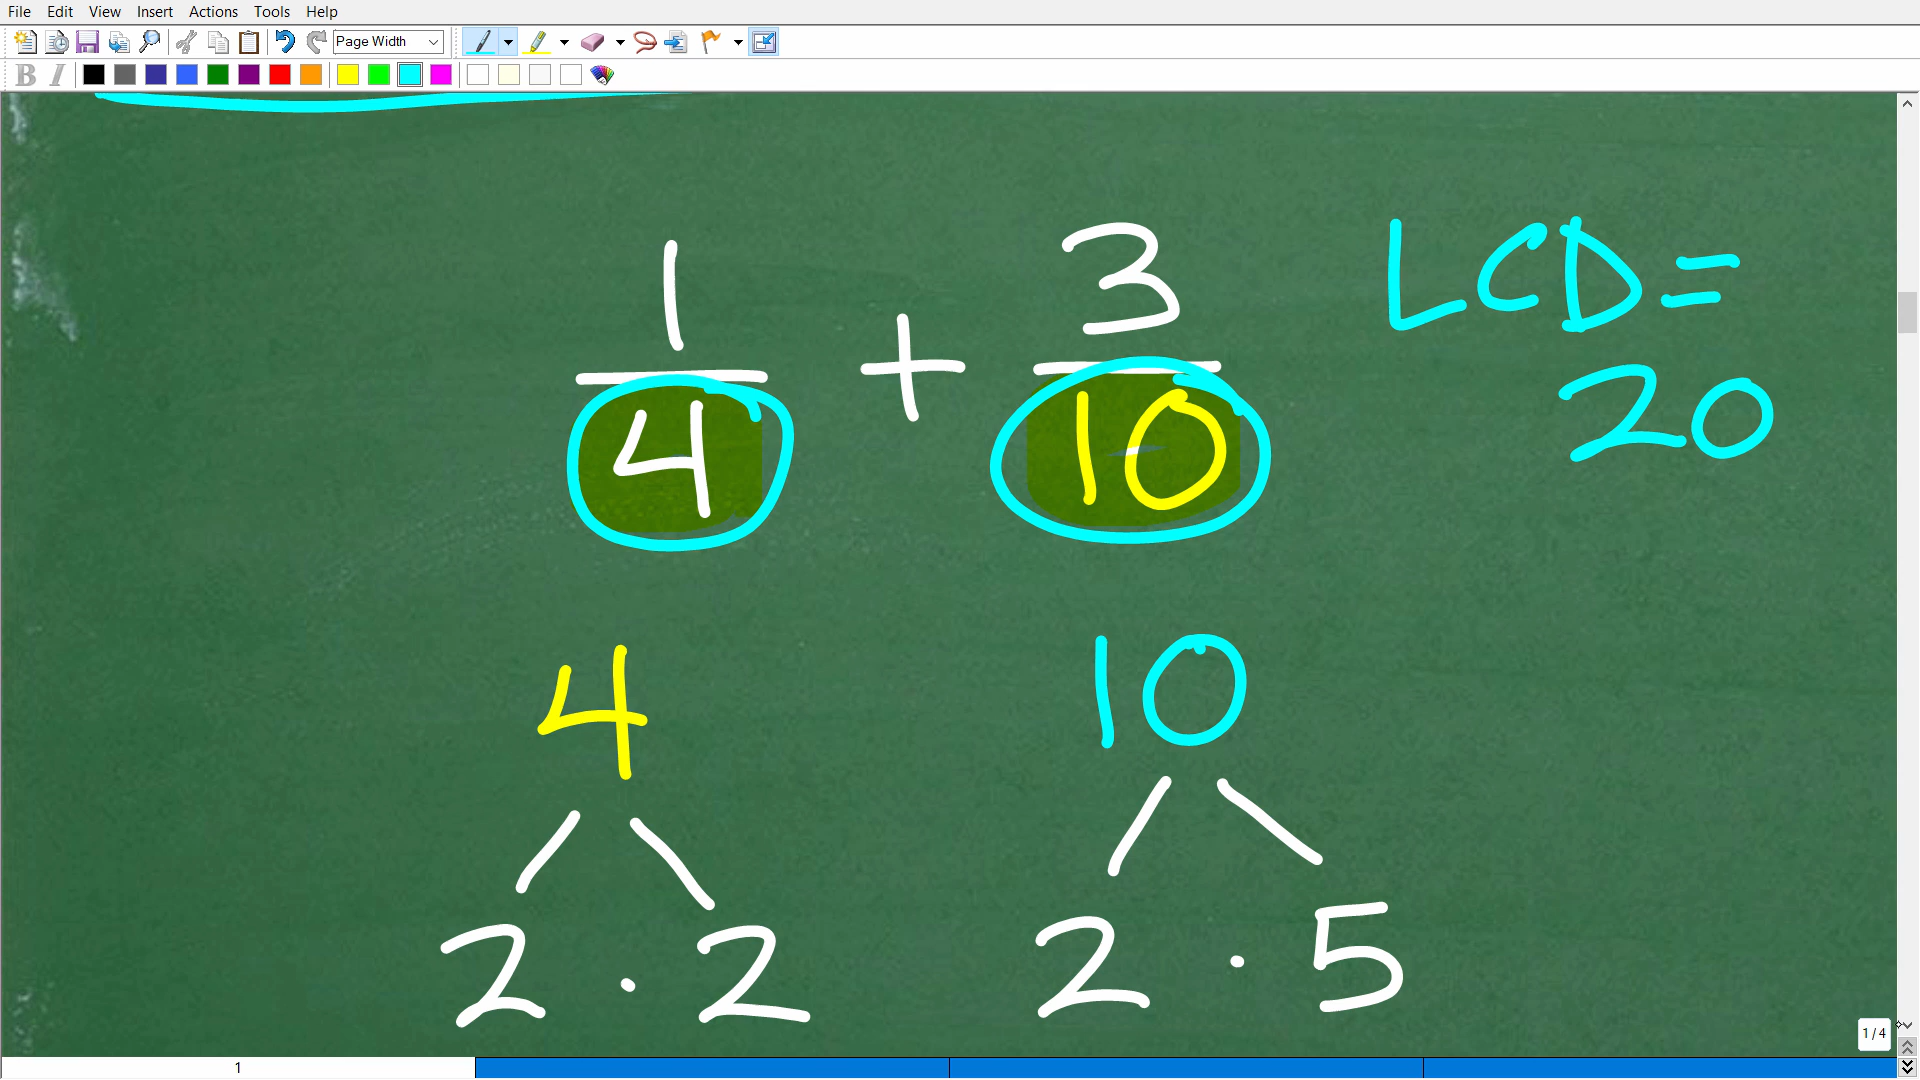 File Edit View Insert Actions Tools Help
Page Width
B I
1/4 + 3/10
LCD =
20
4 10
2 · 2 2 · 5
1 / 4
1